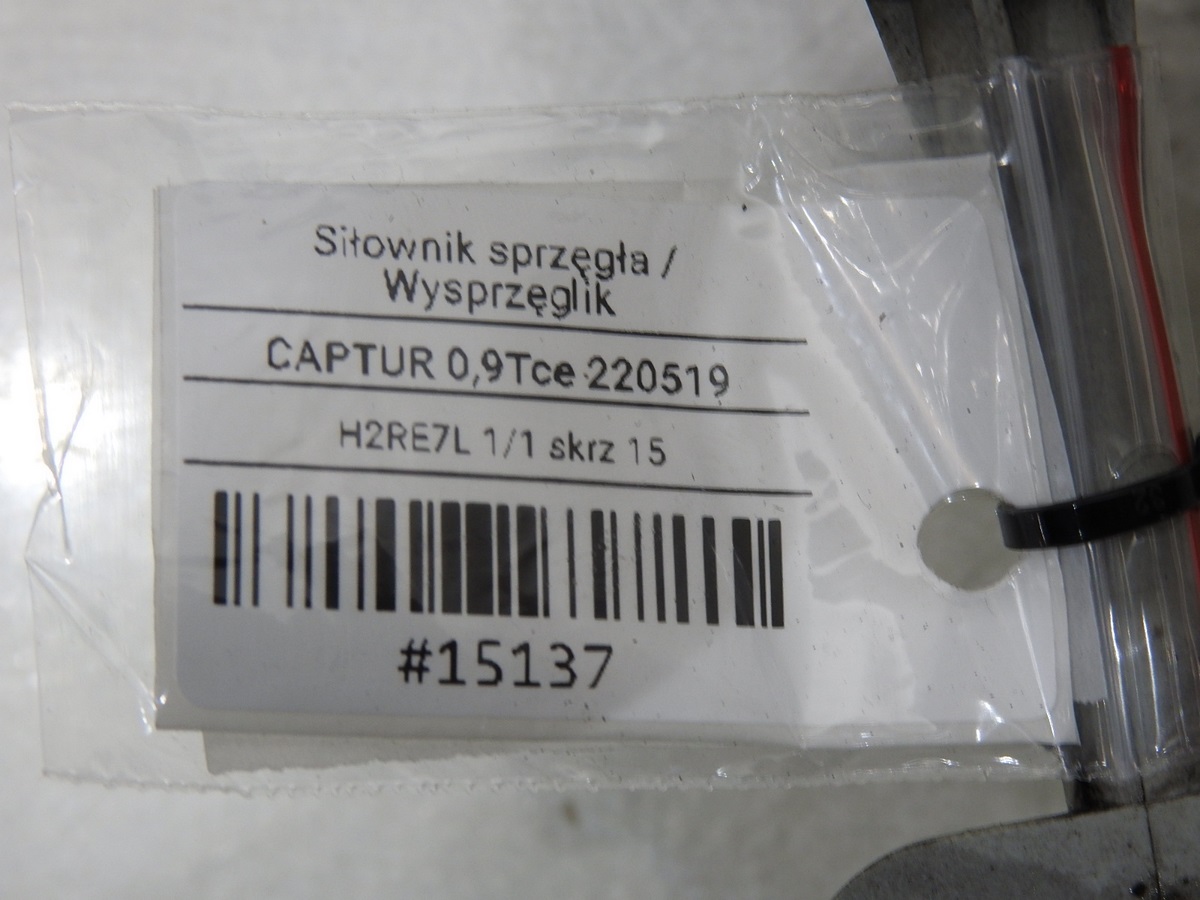 Siłownik sprzęgła /
Wysprzęglik
CAPTUR 0,9Tce 220519
H2RE7L 1/1 skrz 15
#15137